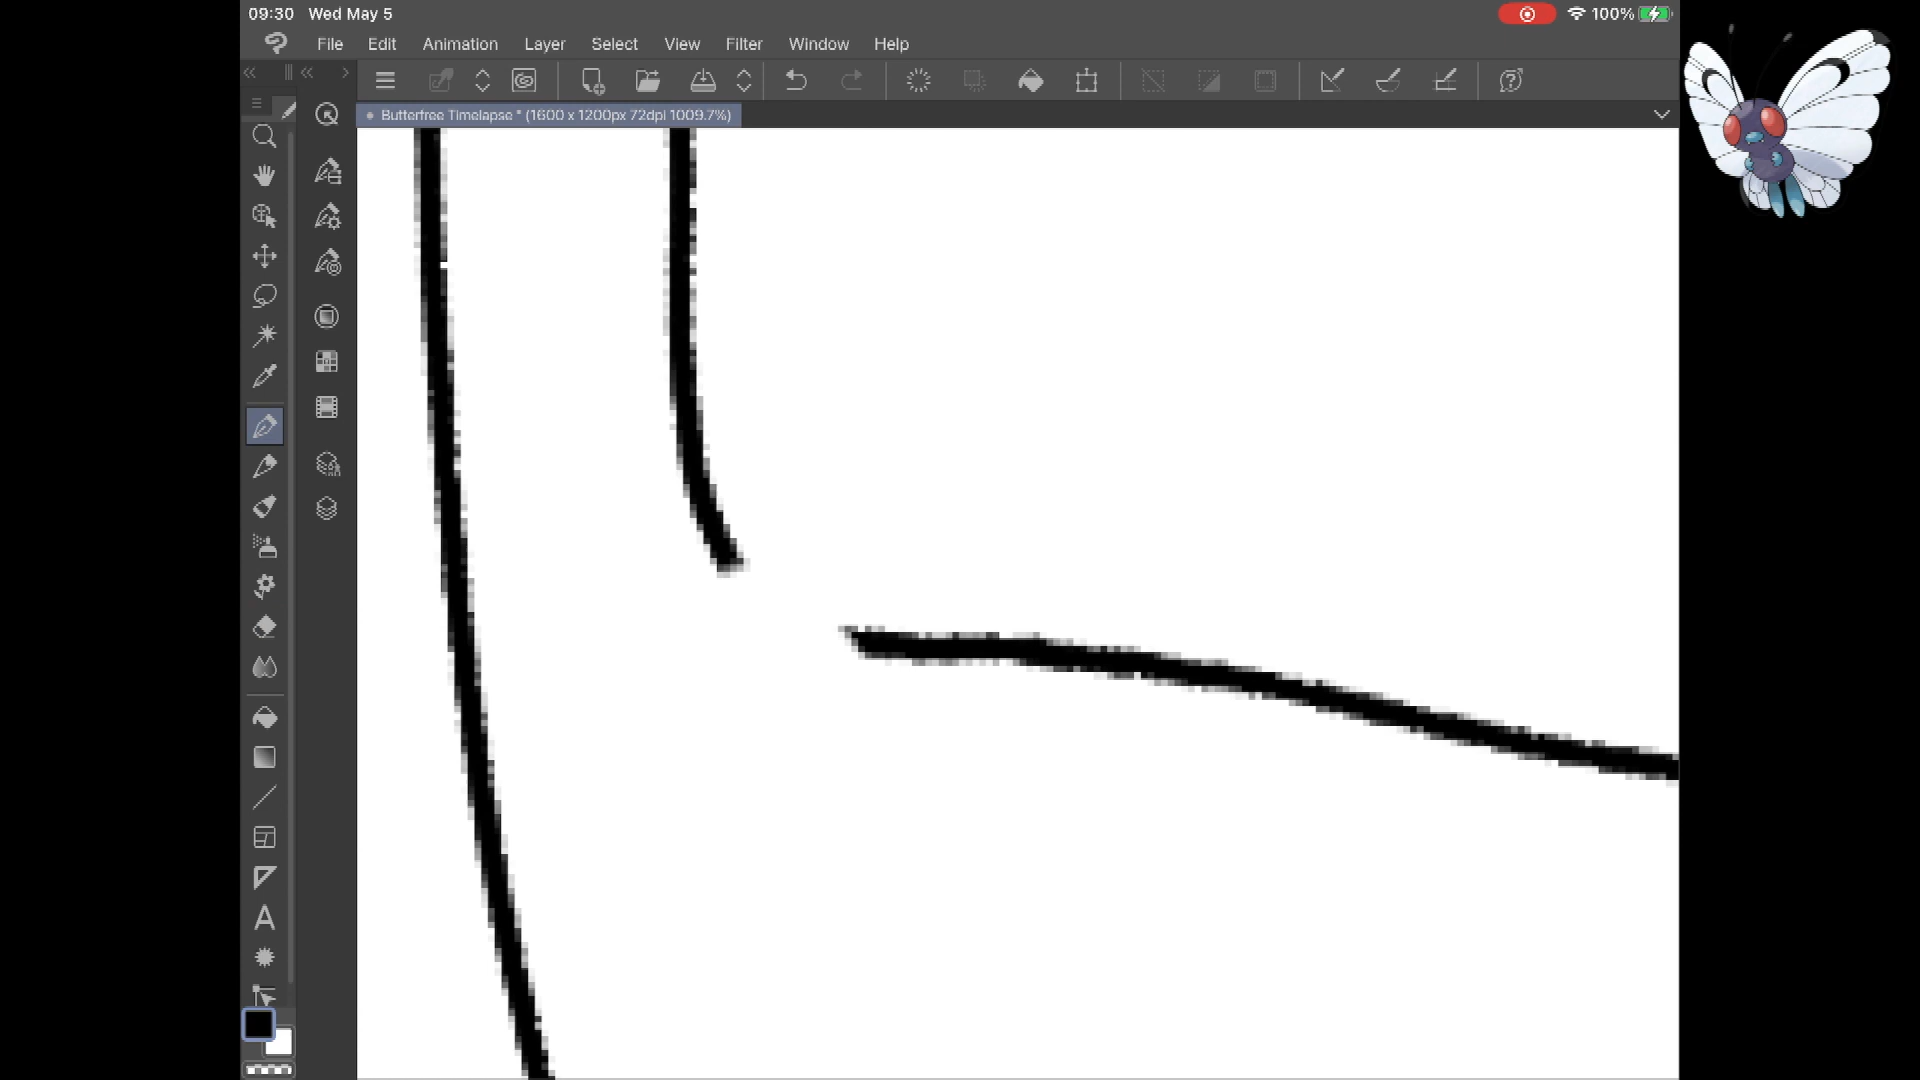 09:30 Wed May 5
100%
File Edit Animation Layer Select View Filter Window Help
Butterfree Timelapse * (1600 x 1200px 72dpi 1009.7%)